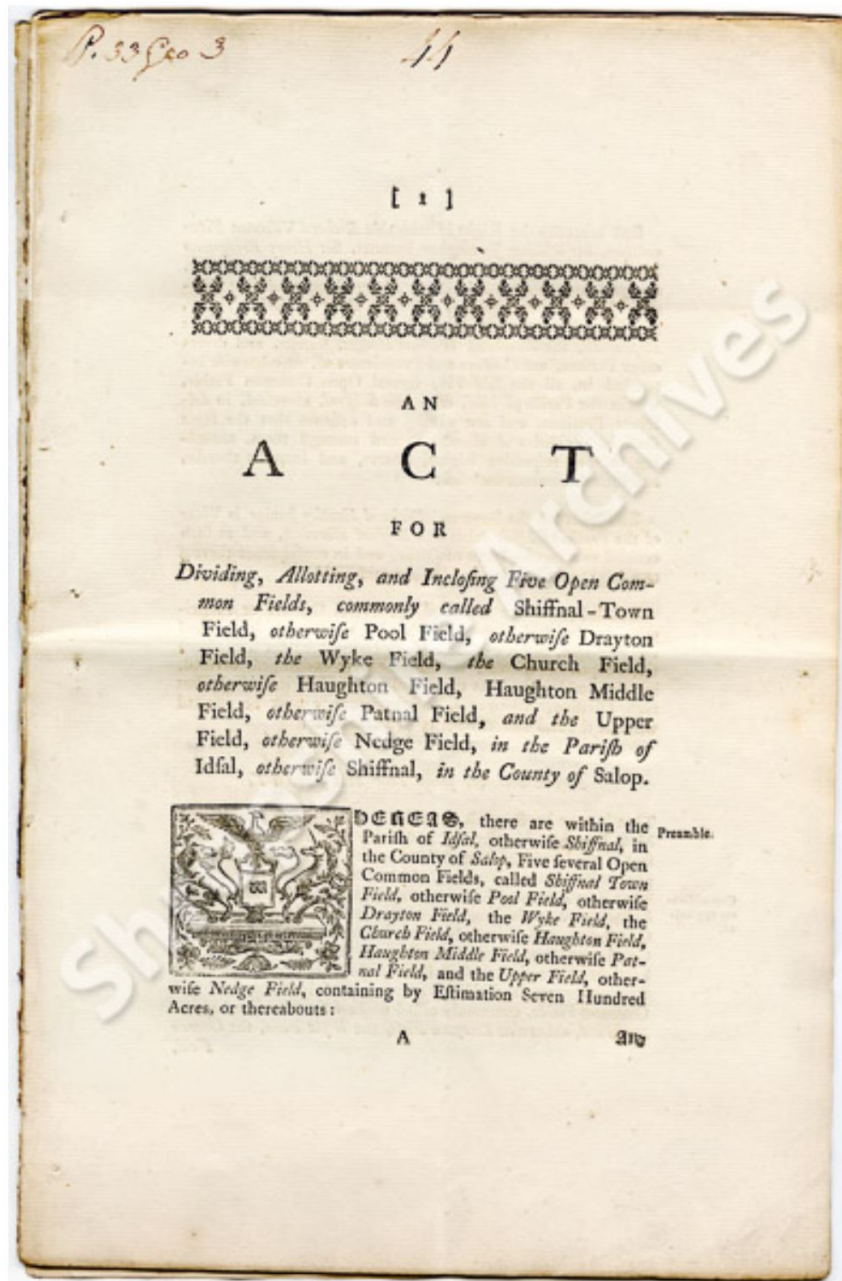 P. 33 Geo 3
44
[ 1 ]
AN
A C T
FOR
Dividing, Allotting, and Inclosing Five Open Com-
mon Fields, commonly called Shiffnal-Town
Field, otherwise Pool Field, otherwise Drayton
Field, the Wyke Field, the Church Field,
otherwise Haughton Field, Haughton Middle
Field, otherwise Patnal Field, and the Upper
Field, otherwise Nedge Field, in the Parish of
Idsal, otherwise Shiffnal, in the County of Salop.
WHEREAS, there are within the
Preamble.
Parish of Idsal, otherwise Shiffnal, in
the County of Salop, Five several Open
Common Fields, called Shiffnal Town
Field, otherwise Pool Field, otherwise
Drayton Field, the Wyke Field, the
Church Field, otherwise Haughton Field,
Haughton Middle Field, otherwise Pat-
nal Field, and the Upper Field, other-
wise Nedge Field, containing by Estimation Seven Hundred
Acres, or thereabouts:
A
And
Shropshire Archives